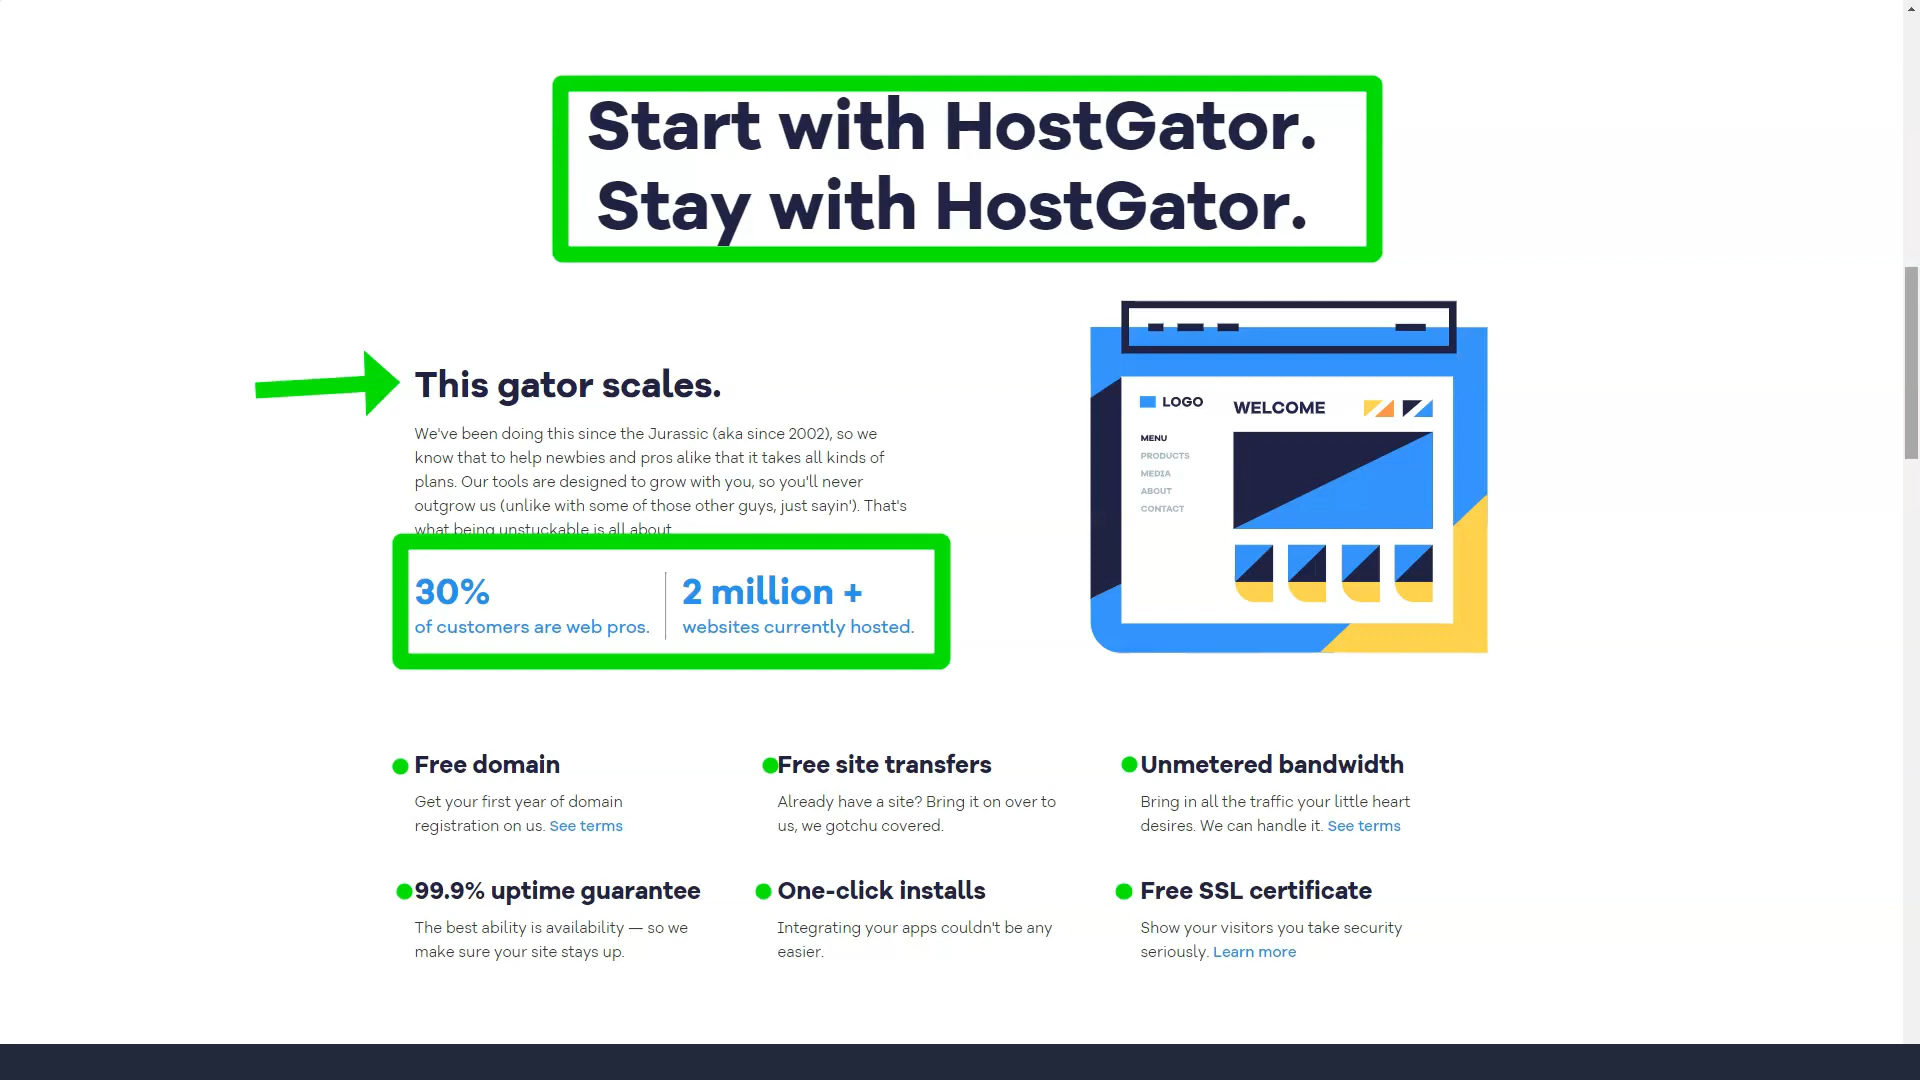 Start with HostGator.
Stay with HostGator.
This gator scales.
We've been doing this since the Jurassic (aka since 2002), so we
know that to help newbies and pros alike that it takes all kinds of
plans. Our tools are designed to grow with you, so you'll never
outgrow us (unlike with some of those other guys, just sayin'). That's
what being unstuckable is all about
30%
of customers are web pros.
2 million +
websites currently hosted.
LOGO
WELCOME
MENU
PRODUCTS
MEDIA
ABOUT
CONTACT
Free domain
Get your first year of domain
registration on us. See terms
Free site transfers
Already have a site? Bring it on over to
us, we gotchu covered.
Unmetered bandwidth
Bring in all the traffic your little heart
desires. We can handle it. See terms
99.9% uptime guarantee
The best ability is availability — so we
make sure your site stays up.
One-click installs
Integrating your apps couldn't be any
easier.
Free SSL certificate
Show your visitors you take security
seriously. Learn more